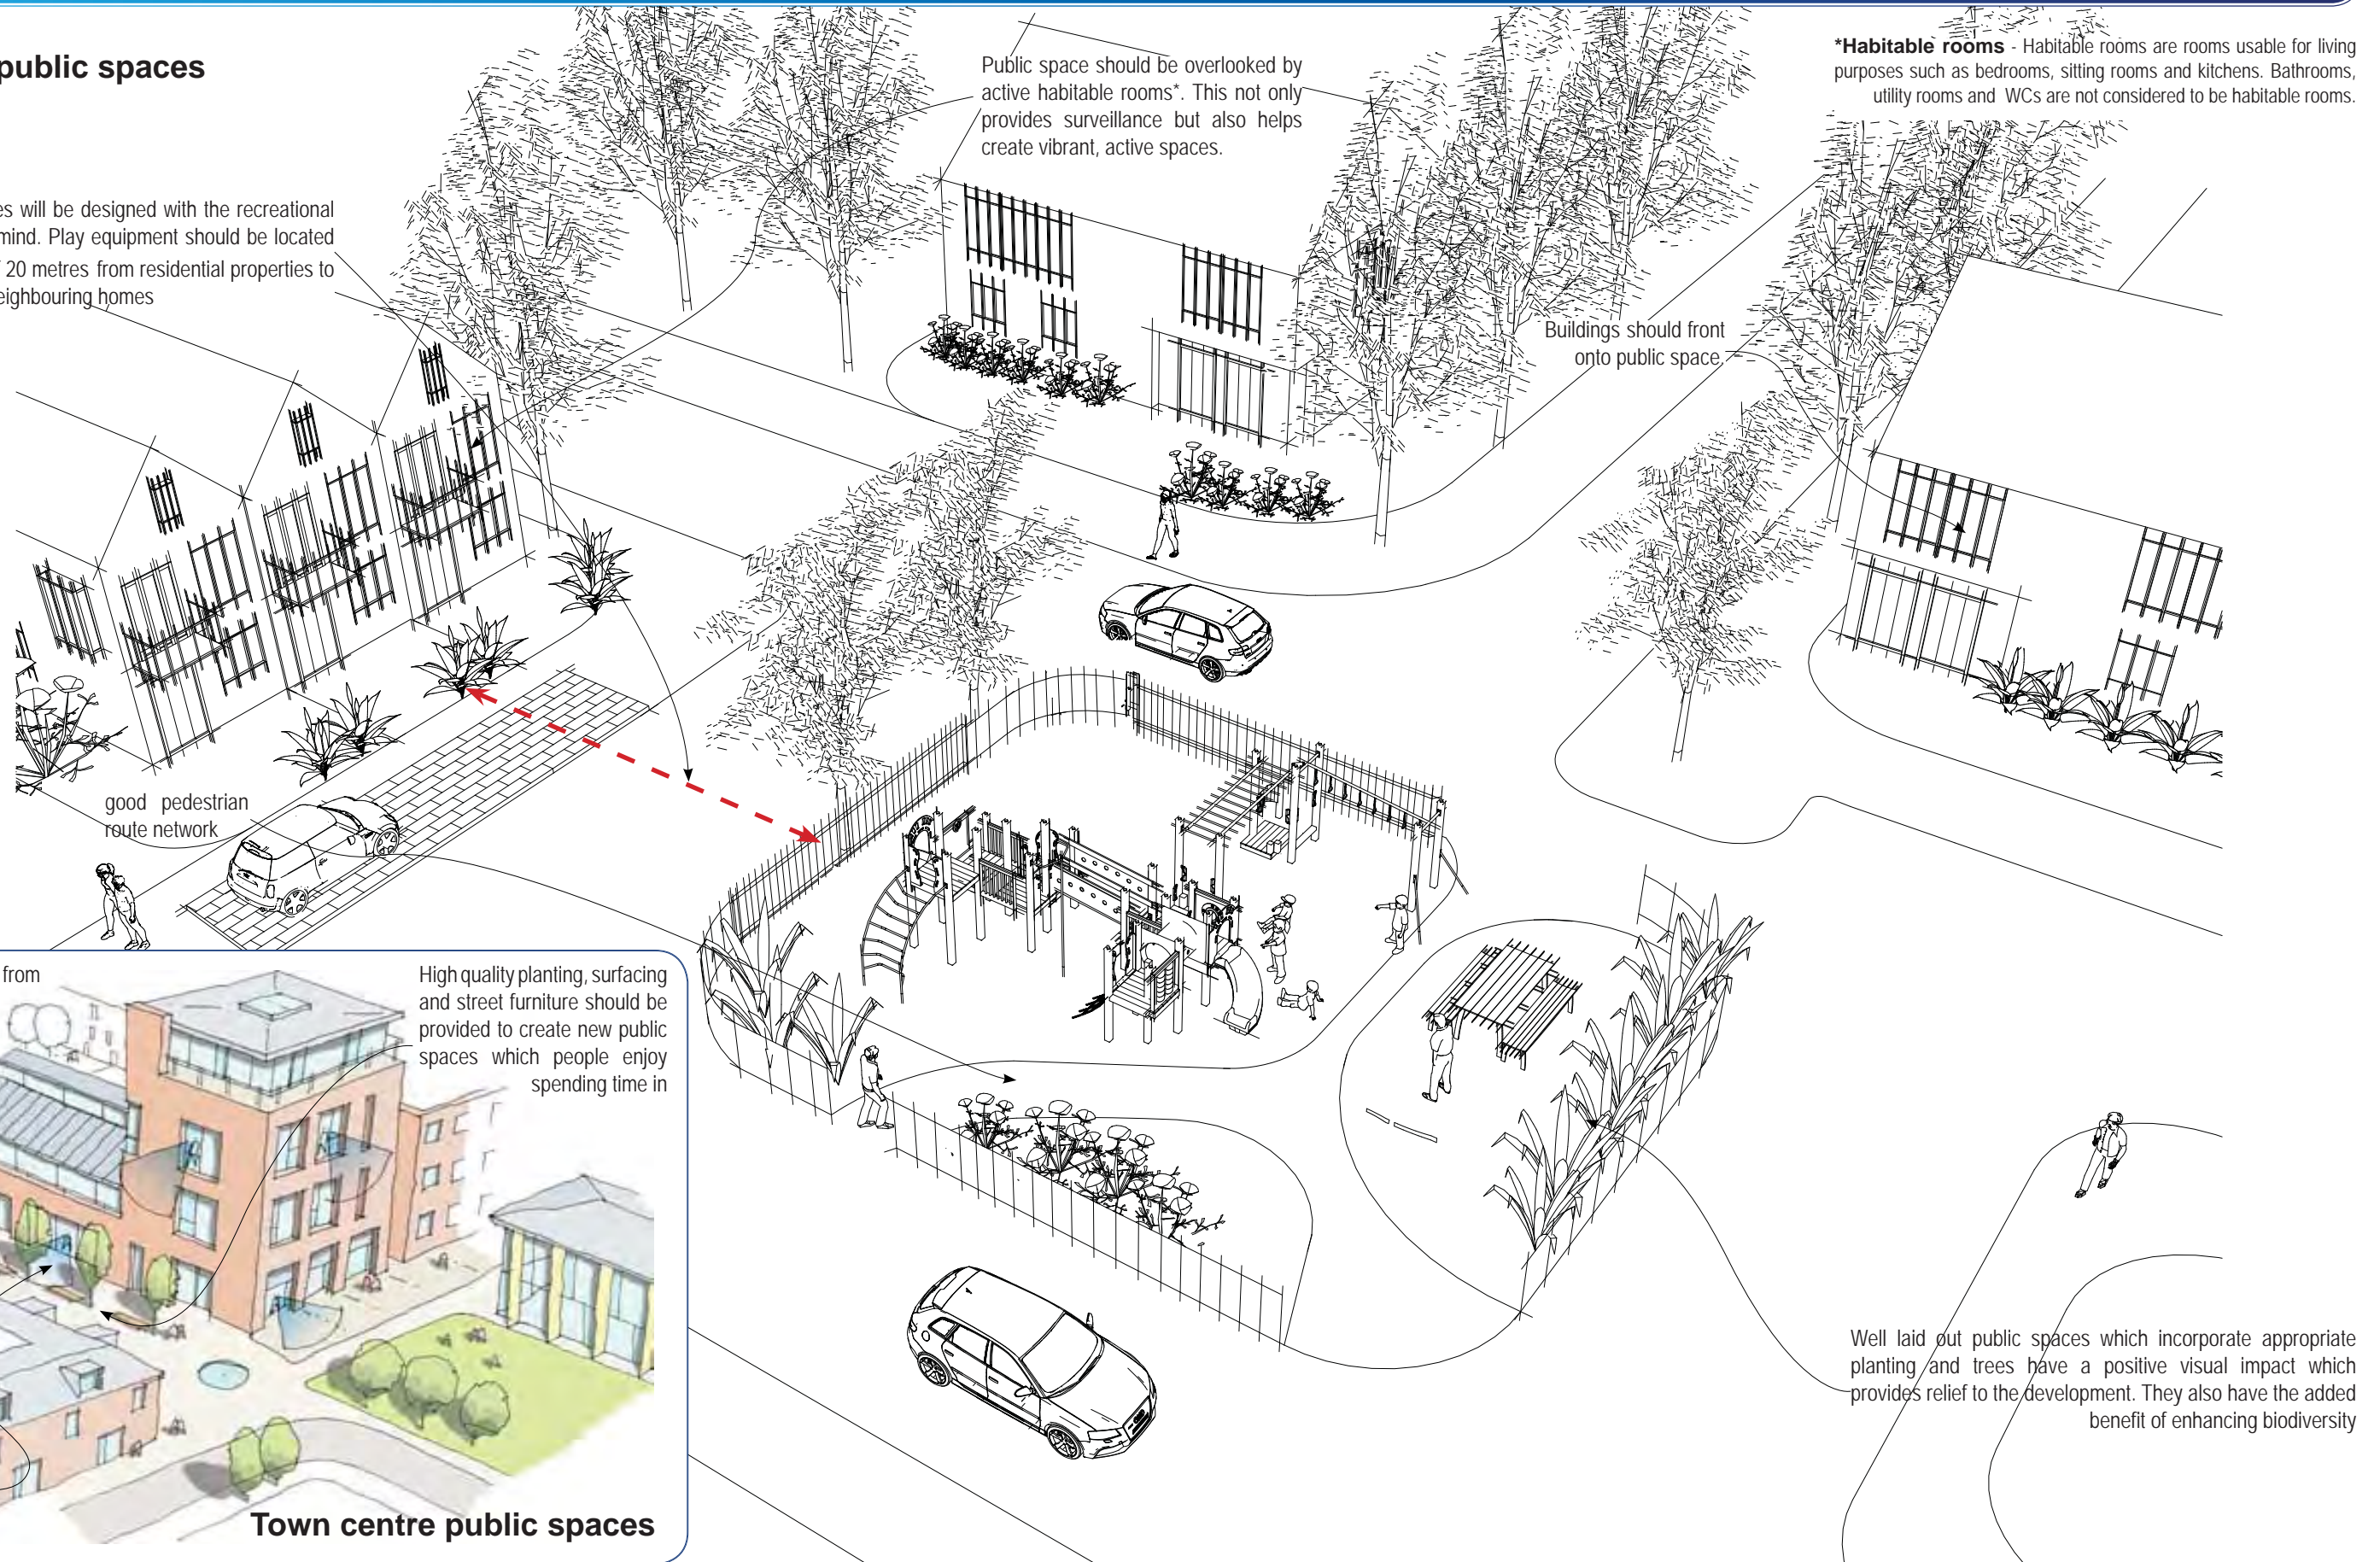 public spaces
Public space should be overlooked by
active habitable rooms*. This not only
provides surveillance but also helps
create vibrant, active spaces.
*Habitable rooms - Habitable rooms are rooms usable for living
purposes such as bedrooms, sitting rooms and kitchens. Bathrooms,
utility rooms and WCs are not considered to be habitable rooms.
es will be designed with the recreational
mind. Play equipment should be located
20 metres from residential properties to
eighbouring homes
Buildings should front
onto public space.
good pedestrian
route network
from
High quality planting, surfacing
and street furniture should be
provided to create new public
spaces which people enjoy
spending time in
Town centre public spaces
Well laid out public spaces which incorporate appropriate
planting and trees have a positive visual impact which
provides relief to the development. They also have the added
benefit of enhancing biodiversity